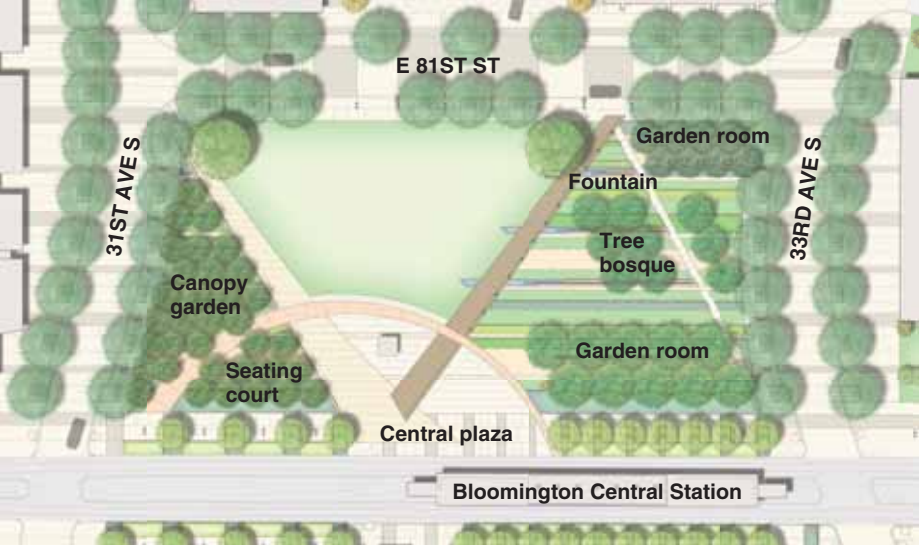 E 81ST ST
31ST AVE S
33RD AVE S
Garden room
Fountain
Tree
bosque
Canopy
garden
Garden room
Seating
court
Central plaza
Bloomington Central Station